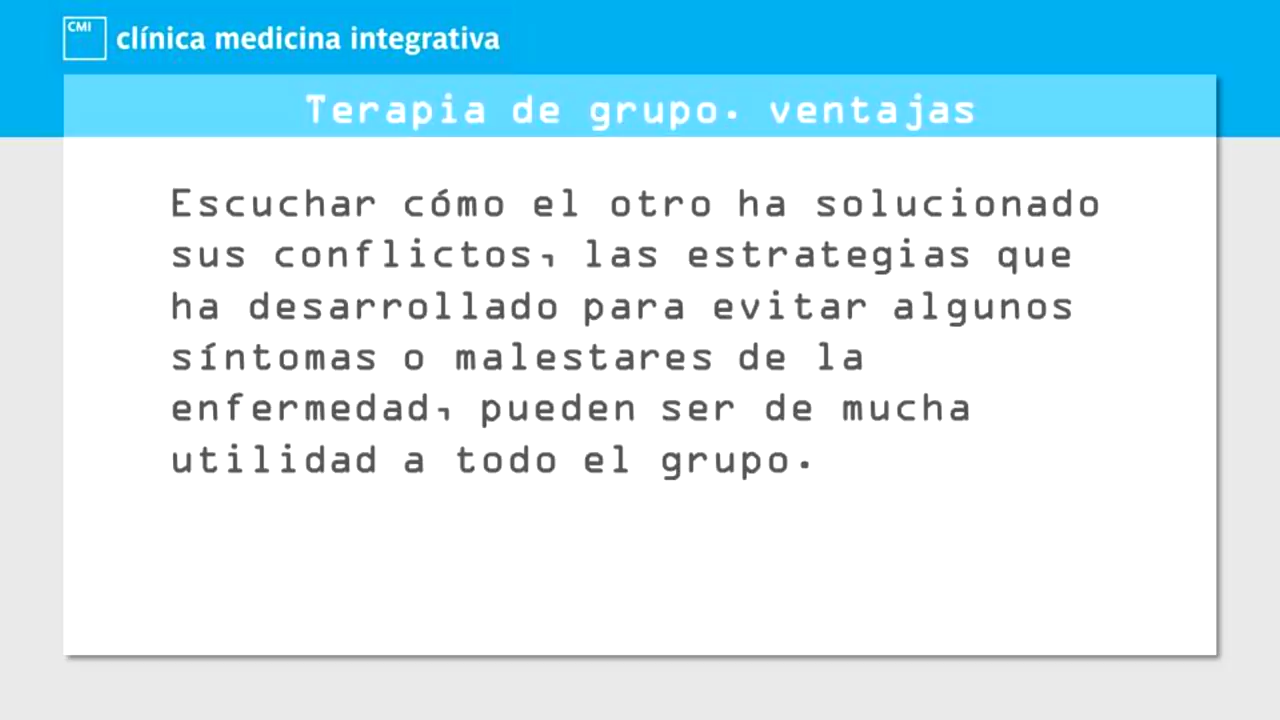 CMI
clínica medicina integrativa
Terapia de grupo. ventajas
Escuchar cómo el otro ha solucionado
sus conflictos, las estrategias que
ha desarrollado para evitar algunos
síntomas o malestares de la
enfermedad, pueden ser de mucha
utilidad a todo el grupo.